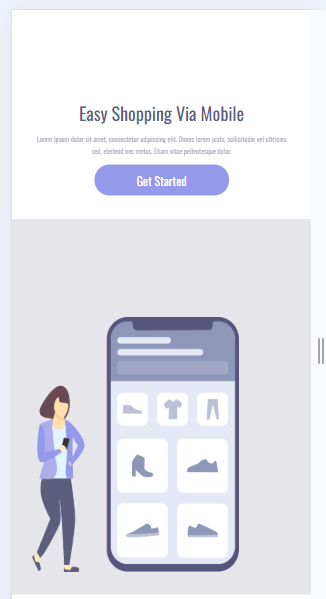 Easy Shopping Via Mobile
Lorem ipsum dolor sit amet, consectetur adipiscing elit. Donec lorem justo, sollicitudin vel ultricies
sed, eleifend nec metus. Etiam vitae pellentesque dolor.
Get Started